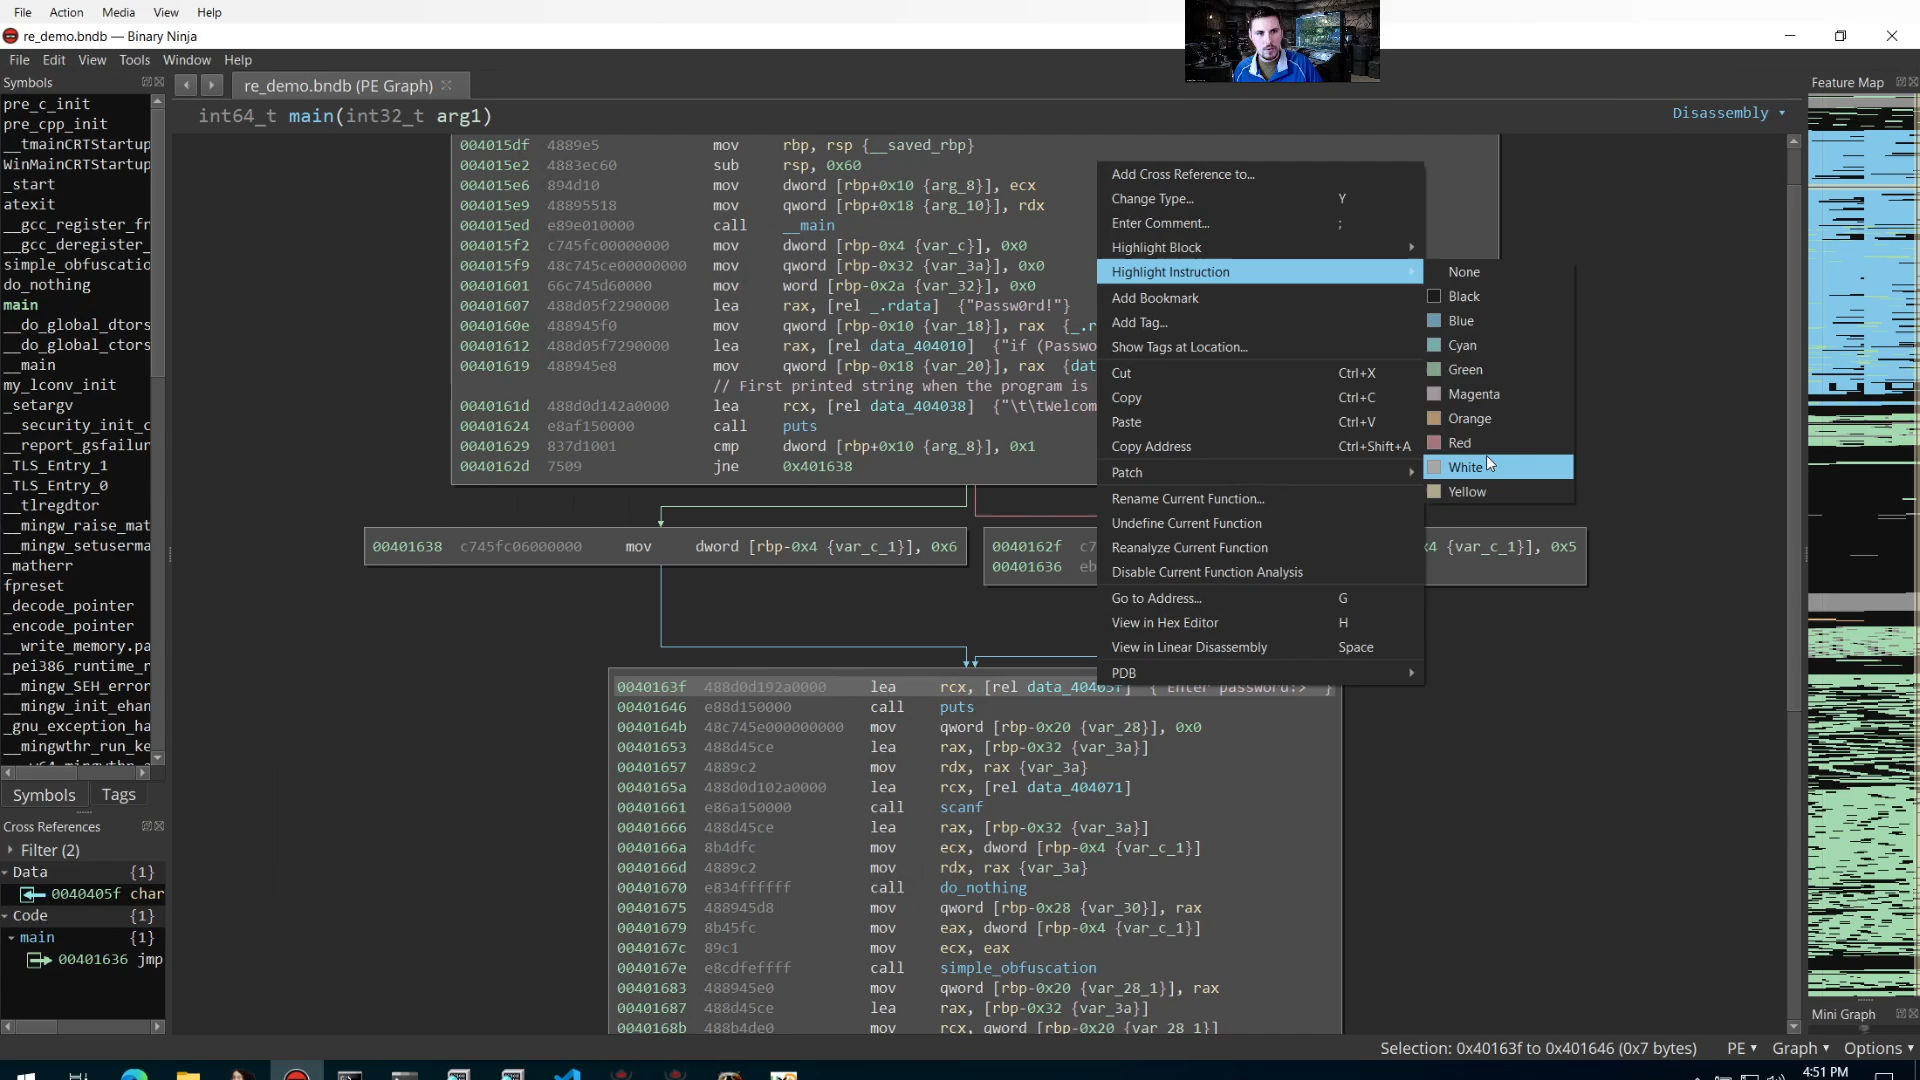 File Action Media View Help
re_demo.bndb — Binary Ninja
File Edit View Tools Window Help
Symbols
re_demo.bndb (PE Graph)
Feature Map
int64_t main(int32_t arg1)
Disassembly
pre_c_init
pre_cpp_init
__tmainCRTStartup
WinMainCRTStartup
_start
atexit
__gcc_register_fr
__gcc_deregister_
simple_obfuscatio
do_nothing
main
__do_global_dtors
__do_global_ctors
__main
my_lconv_init
_setargv
__security_init_c
__report_gsfailur
_TLS_Entry_1
_TLS_Entry_0
__tlregdtor
__mingw_raise_mat
__mingw_setuserma
_matherr
fpreset
_decode_pointer
_encode_pointer
__write_memory.pa
_pei386_runtime_r
__mingw_SEH_error
__mingw_init_ehan
_gnu_exception_ha
__mingwthr_run_ke
Symbols Tags
Cross References
Filter (2)
Data {1}
0040405f char
Code {1}
main {1}
00401636 jmp
004015df 4889e5 mov rbp, rsp {__saved_rbp}
004015e2 4883ec60 sub rsp, 0x60
004015e6 894d10 mov dword [rbp+0x10 {arg_8}], ecx
004015e9 48895518 mov qword [rbp+0x18 {arg_10}], rdx
004015ed e89e010000 call __main
004015f2 c745fc00000000 mov dword [rbp-0x4 {var_c}], 0x0
004015f9 48c745ce00000000 mov qword [rbp-0x32 {var_3a}], 0x0
00401601 66c745d60000 mov word [rbp-0x2a {var_32}], 0x0
00401607 488d05f2290000 lea rax, [rel _.rdata] {"Passw0rd!"}
0040160e 488945f0 mov qword [rbp-0x10 {var_18}], rax {_.r
00401612 488d05f7290000 lea rax, [rel data_404010] {"if (Passwo
00401619 488945e8 mov qword [rbp-0x18 {var_20}], rax {dat
// First printed string when the program is
0040161d 488d0d142a0000 lea rcx, [rel data_404038] {"\t\tWelcom
00401624 e8af150000 call puts
00401629 837d1001 cmp dword [rbp+0x10 {arg_8}], 0x1
0040162d 7509 jne 0x401638
00401638 c745fc06000000 mov dword [rbp-0x4 {var_c_1}], 0x6
0040162f c7 x4 {var_c_1}], 0x5
00401636 eb
0040163f 488d0d192a0000 lea rcx, [rel data_40405f] {"Enter password:> "}
00401646 e88d150000 call puts
0040164b 48c745e000000000 mov qword [rbp-0x20 {var_28}], 0x0
00401653 488d45ce lea rax, [rbp-0x32 {var_3a}]
00401657 4889c2 mov rdx, rax {var_3a}
0040165a 488d0d102a0000 lea rcx, [rel data_404071]
00401661 e86a150000 call scanf
00401666 488d45ce lea rax, [rbp-0x32 {var_3a}]
0040166a 8b4dfc mov ecx, dword [rbp-0x4 {var_c_1}]
0040166d 4889c2 mov rdx, rax {var_3a}
00401670 e834ffffff call do_nothing
00401675 488945d8 mov qword [rbp-0x28 {var_30}], rax
00401679 8b45fc mov eax, dword [rbp-0x4 {var_c_1}]
0040167c 89c1 mov ecx, eax
0040167e e8cdfeffff call simple_obfuscation
00401683 488945e0 mov qword [rbp-0x20 {var_28_1}], rax
00401687 488d45ce lea rax, [rbp-0x32 {var_3a}]
0040168b 488b4de0 mov rcx, qword [rbp-0x20 {var_28_1}]
Add Cross Reference to...
Change Type... Y
Enter Comment... ;
Highlight Block
Highlight Instruction
Add Bookmark
Add Tag...
Show Tags at Location...
Cut Ctrl+X
Copy Ctrl+C
Paste Ctrl+V
Copy Address Ctrl+Shift+A
Patch
Rename Current Function...
Undefine Current Function
Reanalyze Current Function
Disable Current Function Analysis
Go to Address... G
View in Hex Editor H
View in Linear Disassembly Space
PDB
None
Black
Blue
Cyan
Green
Magenta
Orange
Red
White
Yellow
Mini Graph
Selection: 0x40163f to 0x401646 (0x7 bytes) PE Graph Options
4:51 PM